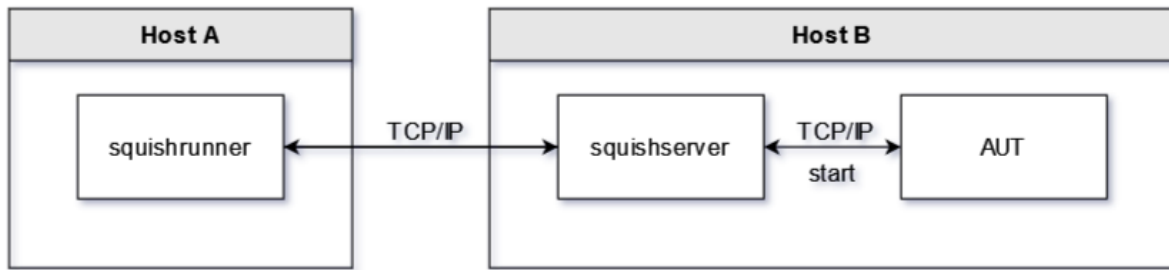 Host A
Host B
squishrunner
TCP/IP
squishserver
TCP/IP
start
AUT